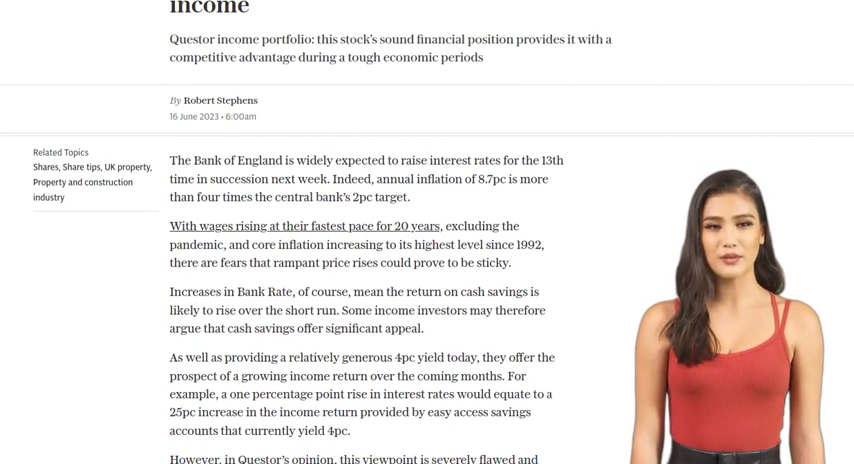 income
Questor income portfolio: this stock’s sound financial position provides it with a
competitive advantage during a tough economic periods
By Robert Stephens
16 June 2023 • 6:00am
Related Topics
Shares, Share tips, UK property,
Property and construction
industry
The Bank of England is widely expected to raise interest rates for the 13th
time in succession next week. Indeed, annual inflation of 8.7pc is more
than four times the central bank’s 2pc target.
With wages rising at their fastest pace for 20 years, excluding the
pandemic, and core inflation increasing to its highest level since 1992,
there are fears that rampant price rises could prove to be sticky.
Increases in Bank Rate, of course, mean the return on cash savings is
likely to rise over the short run. Some income investors may therefore
argue that cash savings offer significant appeal.
As well as providing a relatively generous 4pc yield today, they offer the
prospect of a growing income return over the coming months. For
example, a one percentage point rise in interest rates would equate to a
25pc increase in the income return provided by easy access savings
accounts that currently yield 4pc.
However, in Questor’s opinion, this viewpoint is severely flawed and